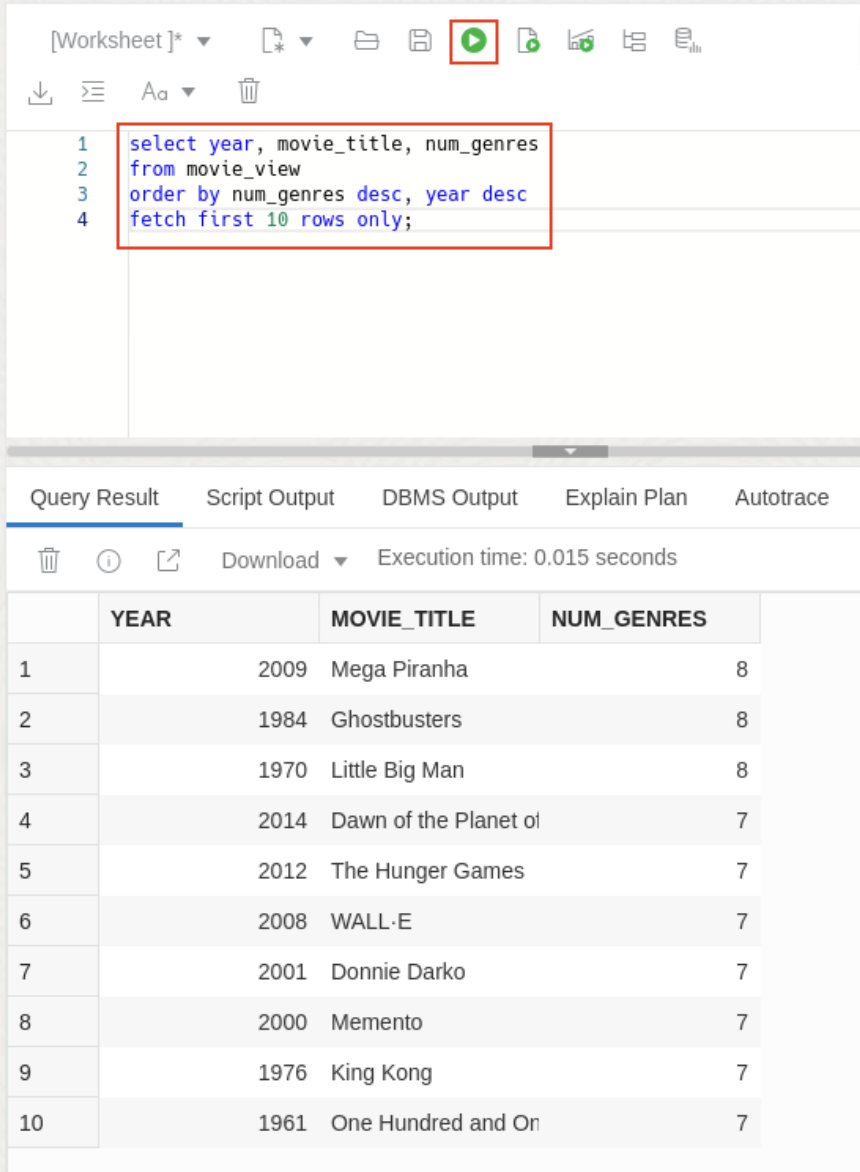 [Worksheet ]*
Aa
1 select year, movie_title, num_genres
2 from movie_view
3 order by num_genres desc, year desc
4 fetch first 10 rows only;
Query Result Script Output DBMS Output Explain Plan Autotrace
Download Execution time: 0.015 seconds
YEAR MOVIE_TITLE NUM_GENRES
1 2009 Mega Piranha 8
2 1984 Ghostbusters 8
3 1970 Little Big Man 8
4 2014 Dawn of the Planet of 7
5 2012 The Hunger Games 7
6 2008 WALL·E 7
7 2001 Donnie Darko 7
8 2000 Memento 7
9 1976 King Kong 7
10 1961 One Hundred and On 7